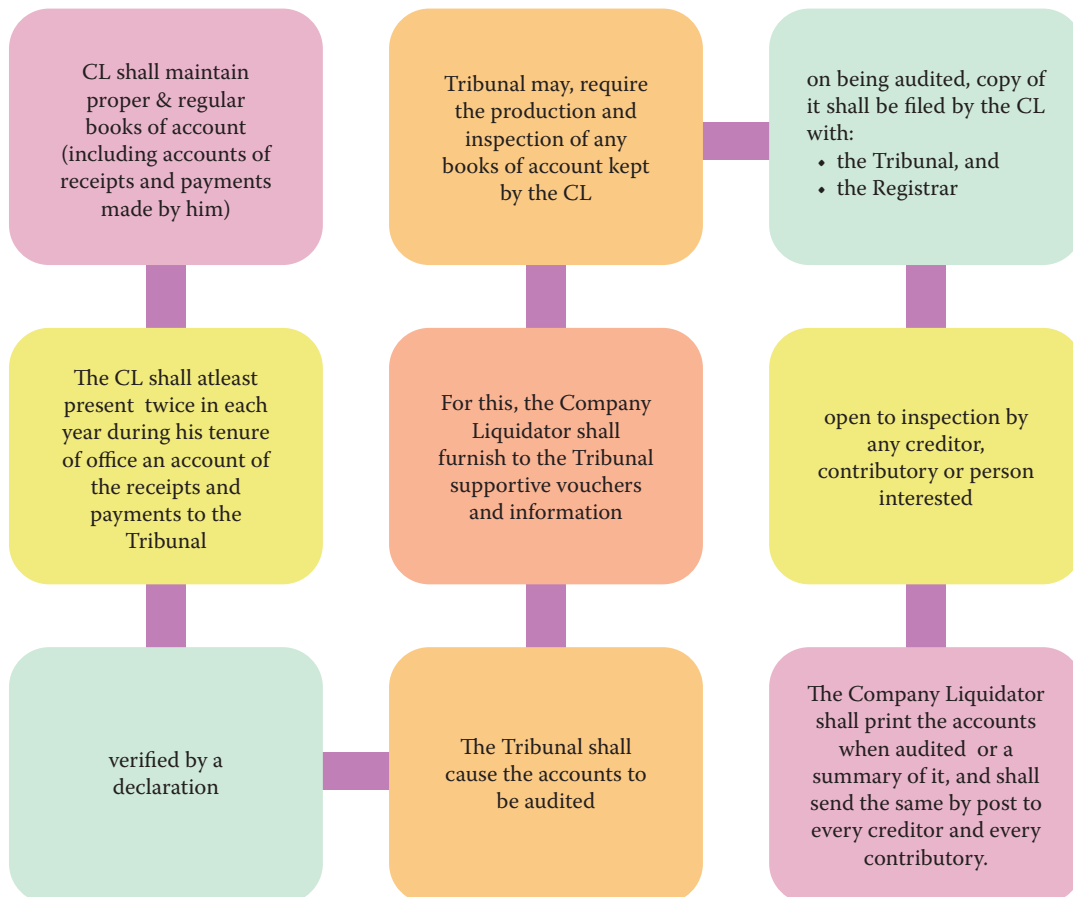 CL shall maintain
proper & regular
books of account
(including accounts of
receipts and payments
made by him)
The CL shall atleast
present twice in each
year during his tenure
of office an account of
the receipts and
payments to the
Tribunal
verified by a
declaration
The Tribunal shall
cause the accounts to
be audited
For this, the Company
Liquidator shall
furnish to the Tribunal
supportive vouchers
and information
Tribunal may, require
the production and
inspection of any
books of account kept
by the CL
on being audited, copy of
it shall be filed by the CL
with:
• the Tribunal, and
• the Registrar
open to inspection by
any creditor,
contributory or person
interested
The Company Liquidator
shall print the accounts
when audited or a
summary of it, and shall
send the same by post to
every creditor and every
contributory.